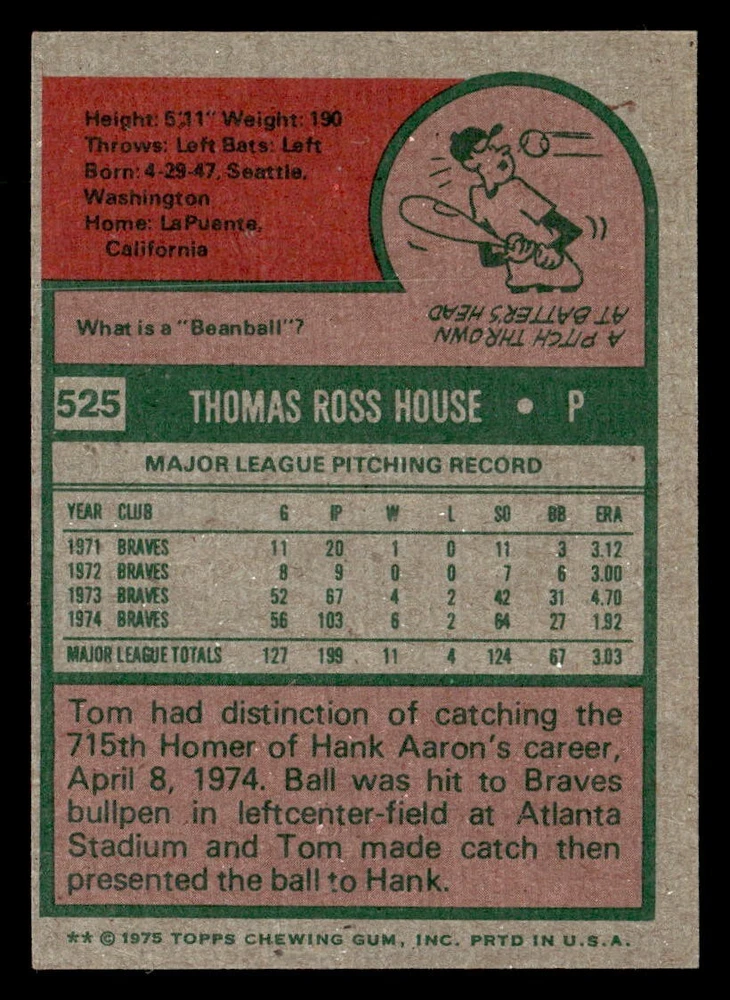 Height: 5'11" Weight: 190
Throws: Left Bats: Left
Born: 4-29-47, Seattle,
Washington
Home: LaPuente,
California
What is a "Beanball"?
A PITCH THROWN
AT BATTER'S HEAD
525 THOMAS ROSS HOUSE • P
MAJOR LEAGUE PITCHING RECORD
YEAR CLUB G IP W L SO BB ERA
1971 BRAVES 11 20 1 0 11 3 3.12
1972 BRAVES 8 9 0 0 7 6 3.00
1973 BRAVES 52 67 4 2 42 31 4.70
1974 BRAVES 56 103 6 2 64 27 1.92
MAJOR LEAGUE TOTALS 127 199 11 4 124 67 3.03
Tom had distinction of catching the
715th Homer of Hank Aaron's career,
April 8, 1974. Ball was hit to Braves
bullpen in leftcenter-field at Atlanta
Stadium and Tom made catch then
presented the ball to Hank.
** © 1975 TOPPS CHEWING GUM, INC. PRTD IN U.S.A.